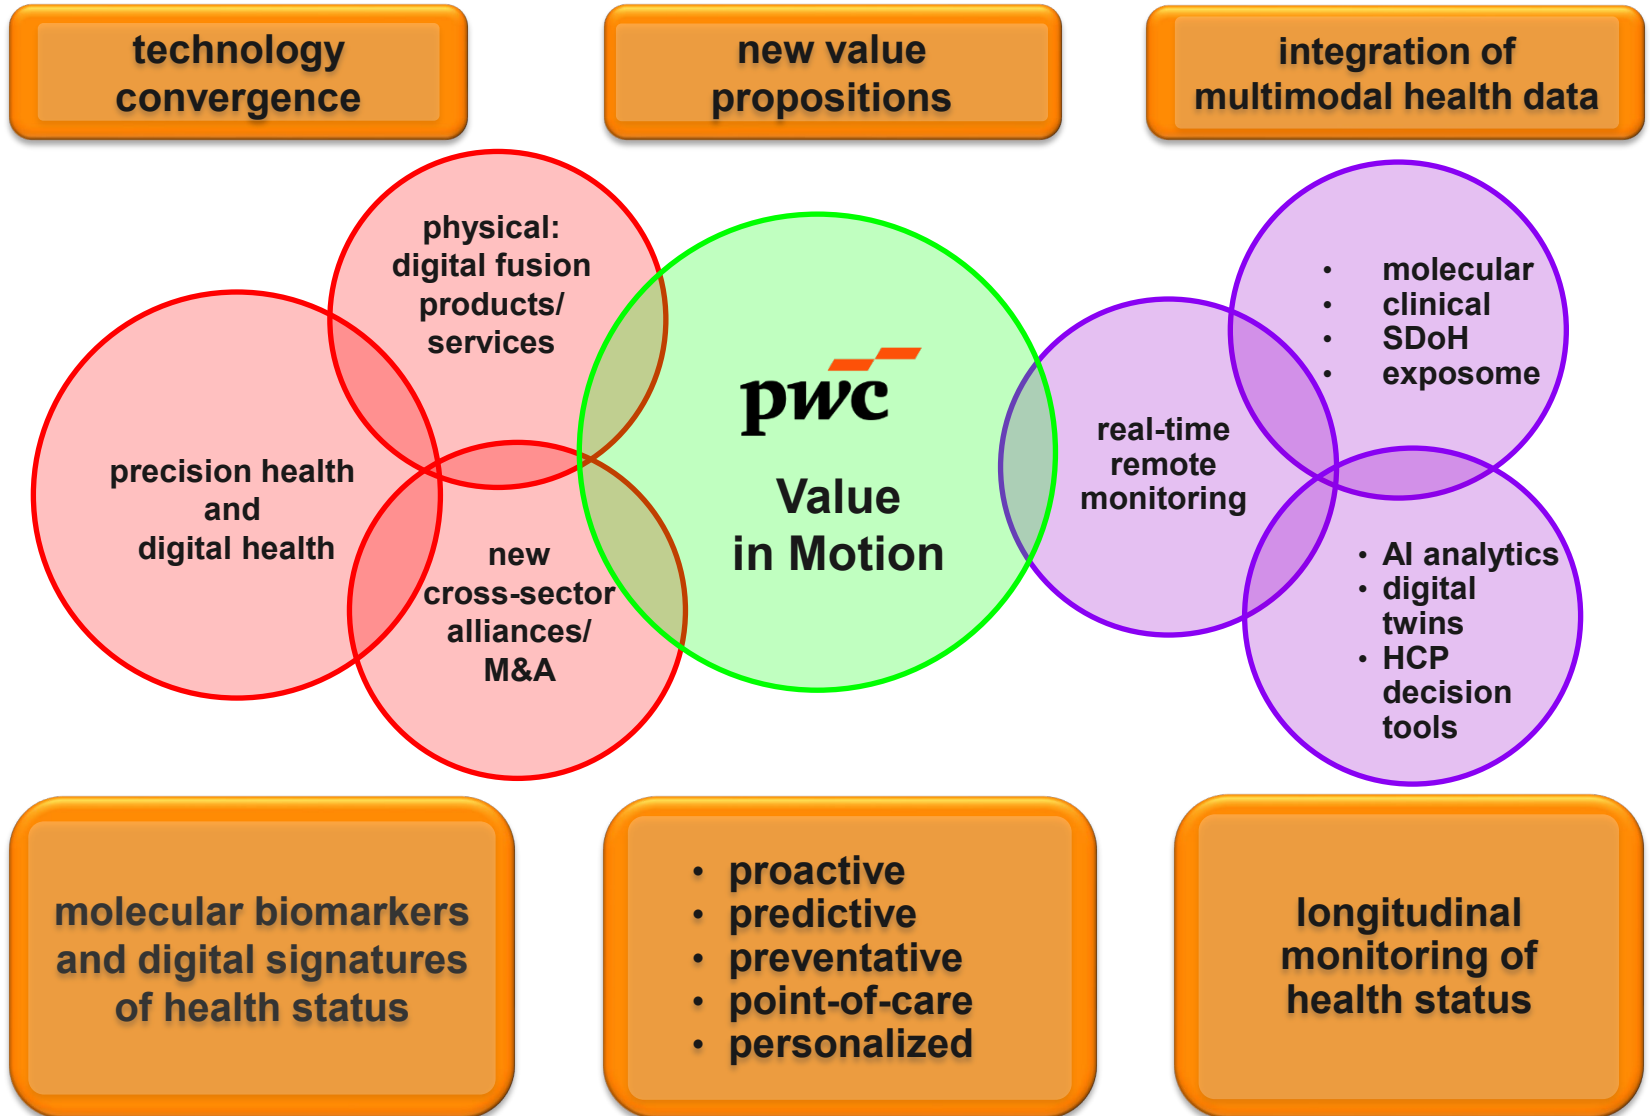 technology
convergence
new value
propositions
integration of
multimodal health data
physical:
digital fusion
products/
services
precision health
and
digital health
new
cross-sector
alliances/
M&A
pwc
Value
in Motion
real-time
remote
monitoring
• molecular
• clinical
• SDoH
• exposome
• AI analytics
• digital
twins
• HCP
decision
tools
molecular biomarkers
and digital signatures
of health status
• proactive
• predictive
• preventative
• point-of-care
• personalized
longitudinal
monitoring of
health status